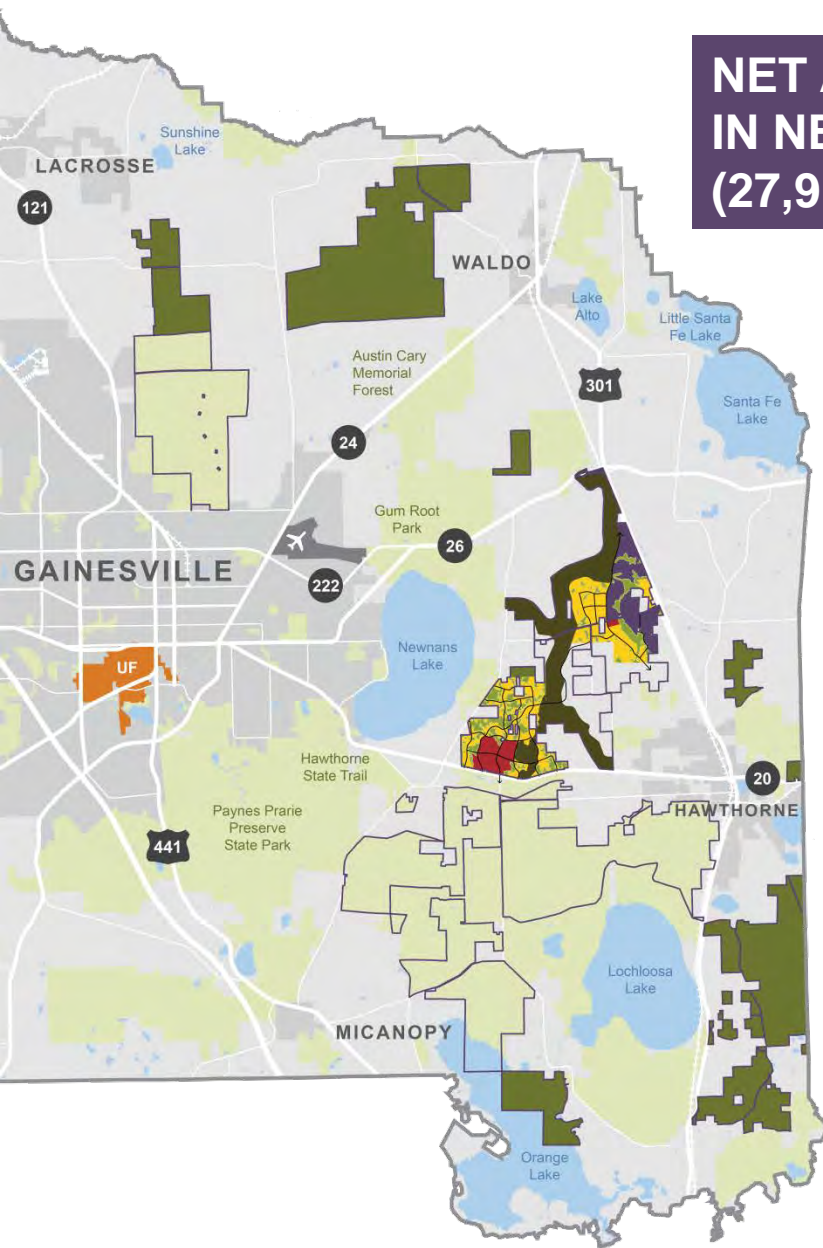 NET
IN
(27,9
Sunshine
Lake
LACROSSE
121
WALDO
Lake
Alto
Little Santa
Fe Lake
Austin Cary
Memorial
Forest
301
Santa Fe
Lake
24
Gum Root
Park
26
GAINESVILLE
222
Newnans
Lake
UF
Hawthorne
State Trail
20
HAWTHORNE
Paynes Prarie
Preserve
State Park
441
Lochloosa
Lake
MICANOPY
Orange
Lake